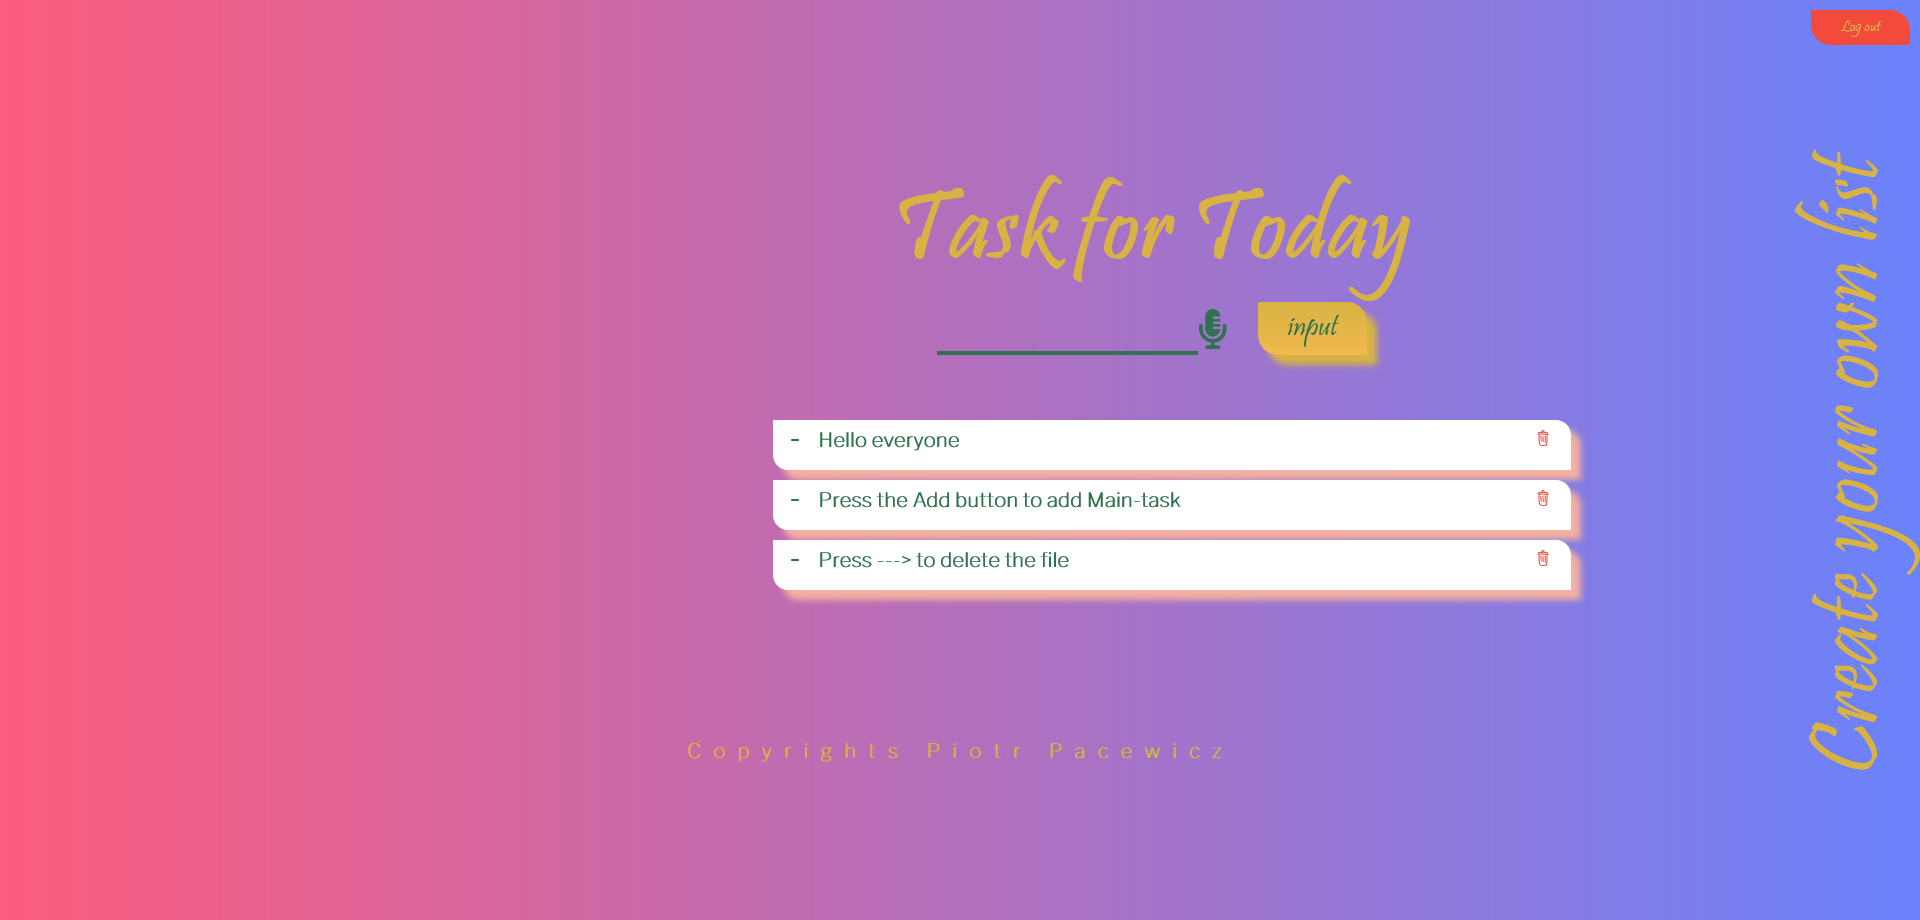 Log out
Task for Today
input
- Hello everyone
- Press the Add button to add Main-task
- Press ---> to delete the file
Create your own list
Copyrights Piotr Pacewicz